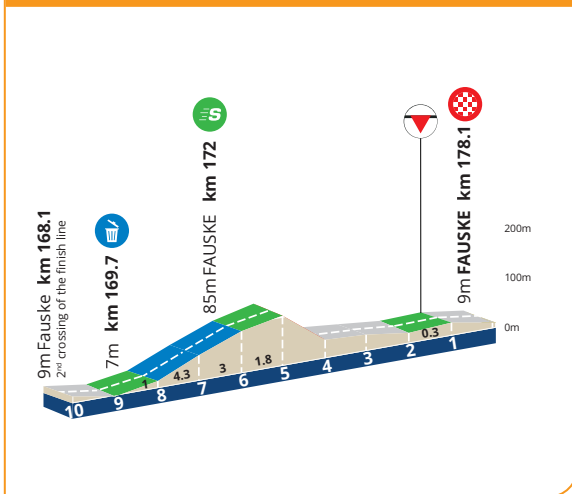 9m Fauske km 168.1
2nd crossing of the finish line
7m km 169.7
85m FAUSKE km 172
S
9m FAUSKE km 178.1
200m
100m
0m
1
4.3
3
1.8
0.3
10
9
8
7
6
5
4
3
2
1